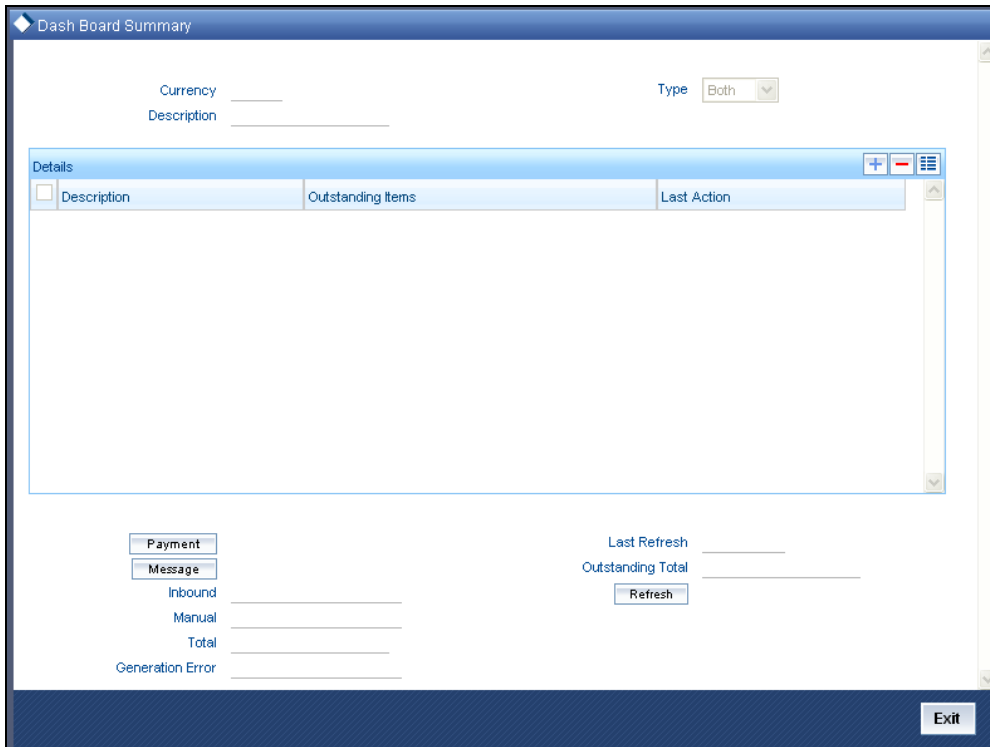 Dash Board Summary
Currency
Type Both
Description
Details
Description Outstanding Items Last Action
Payment
Last Refresh
Message
Outstanding Total
Inbound
Refresh
Manual
Total
Generation Error
Exit